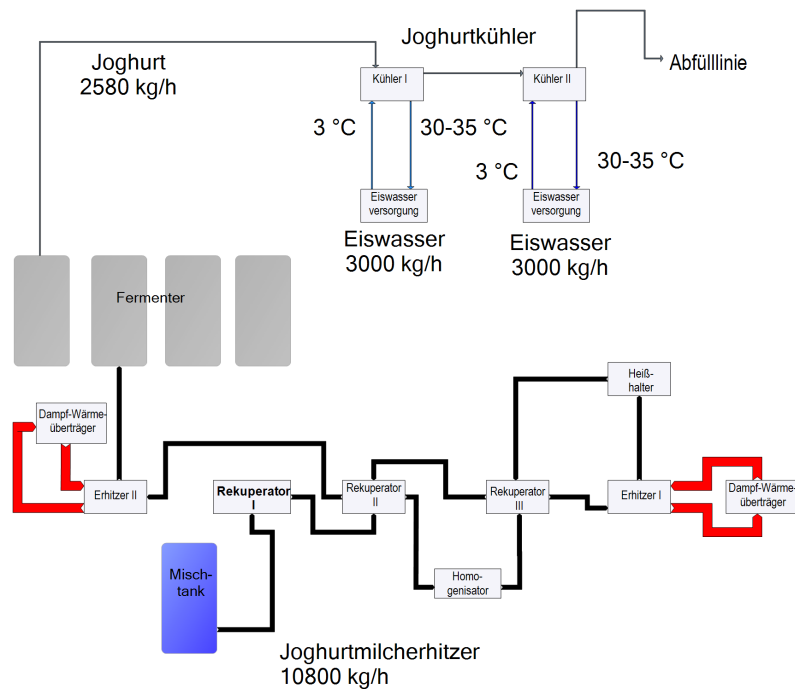 Joghurt
2580 kg/h
Joghurtkühler
Kühler I
Kühler II
Abfülllinie
3 °C
30-35 °C
3 °C
30-35 °C
Eiswasser
versorgung
Eiswasser
versorgung
Eiswasser
3000 kg/h
Eiswasser
3000 kg/h
Fermenter
Heiß-
halter
Dampf-Wärme-
überträger
Erhitzer II
Rekuperator
I
Rekuperator
II
Rekuperator
III
Erhitzer I
Dampf-Wärme-
überträger
Misch-
tank
Homo-
genisator
Joghurtmilcherhitzer
10800 kg/h